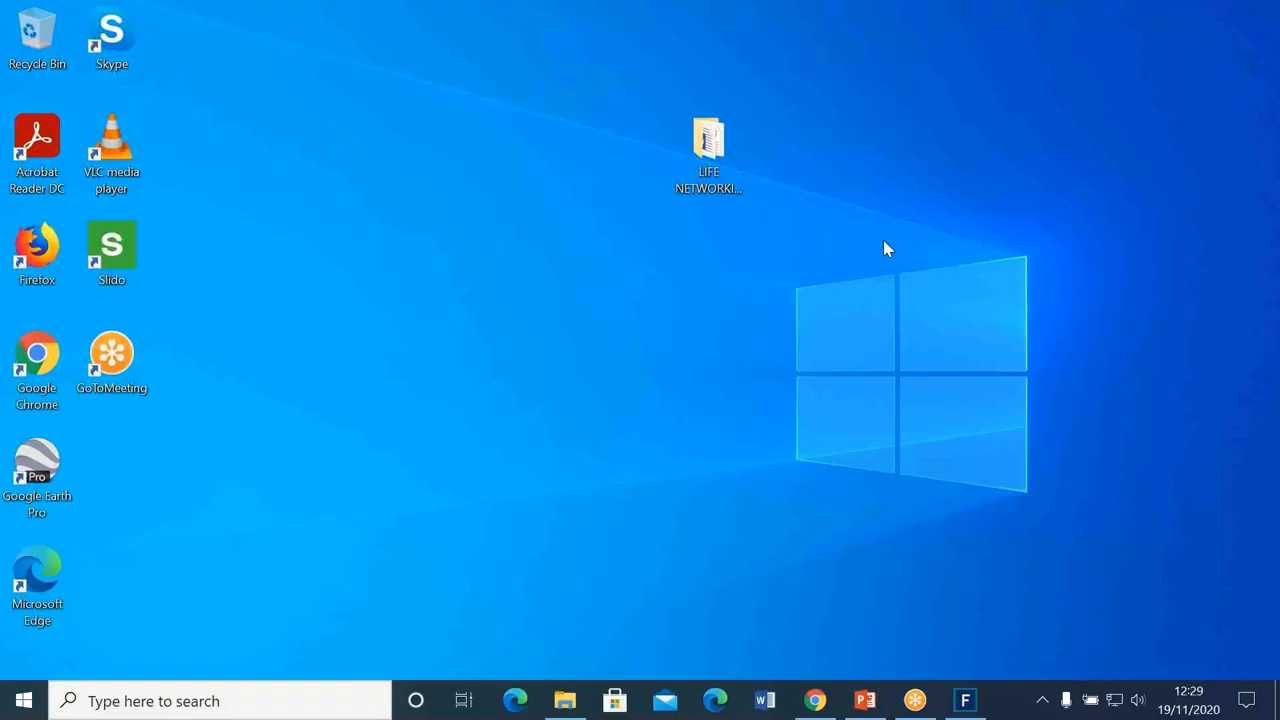 Recycle Bin
S
Skype
Acrobat
Reader DC
VLC media
player
Firefox
S
Slido
Google
Chrome
GoToMeeting
Pro
Google Earth
Pro
Microsoft
Edge
LIFE
NETWORKI...
Type here to search
W
P
F
12:29
19/11/2020